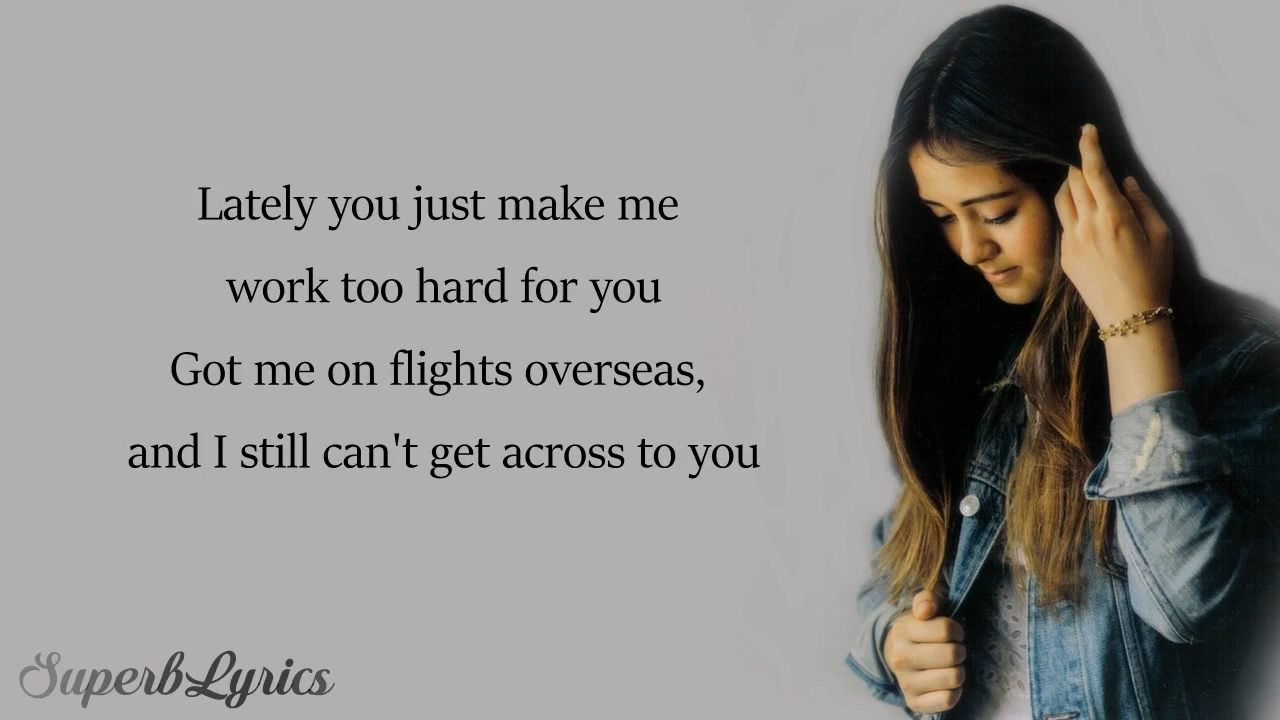 Lately you just make me
work too hard for you
Got me on flights overseas,
and I still can't get across to you
SuperbLyrics